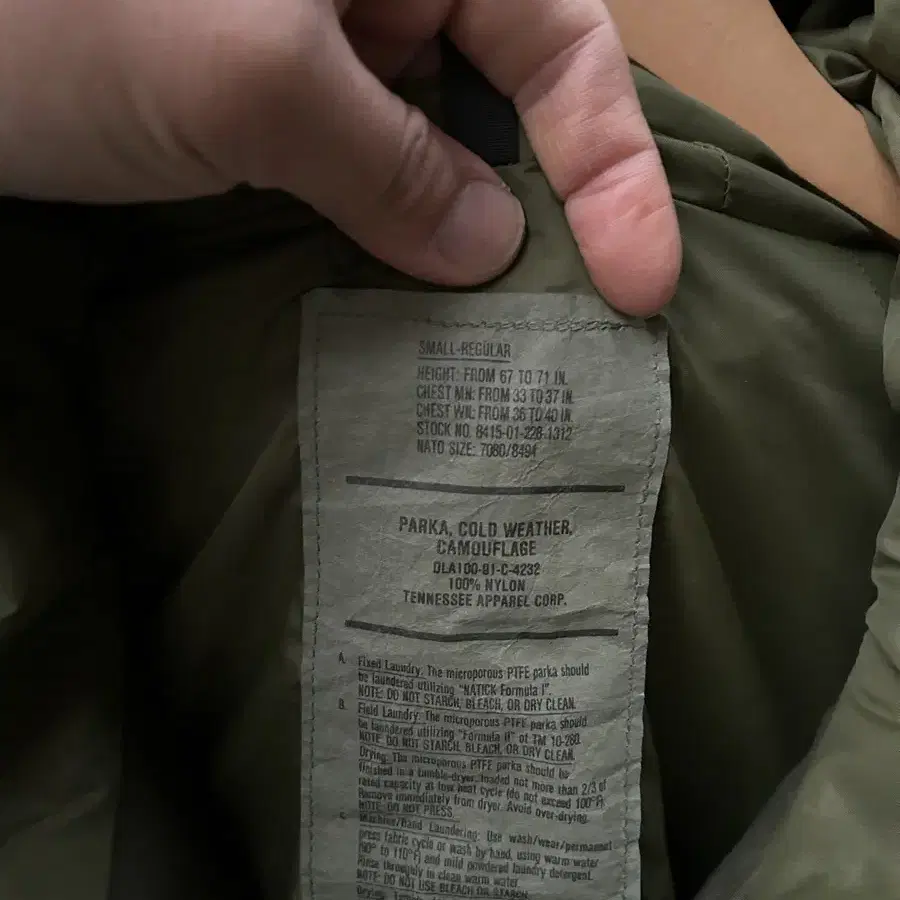 SMALL-REGULAR
HEIGHT: FROM 67 TO 71 IN.
CHEST MN: FROM 33 TO 37 IN.
CHEST WN: FROM 36 TO 40 IN.
STOCK NO. 8415-01-228-1312
NATO SIZE: 7080/8494
PARKA, COLD WEATHER,
CAMOUFLAGE
DLA100-91-C-4232
100% NYLON
TENNESSEE APPAREL CORP.
A. Fixed Laundry: The microporous PTFE parka should
be laundered utilizing "NATICK Formula I".
NOTE: DO NOT STARCH, BLEACH, OR DRY CLEAN.
B. Field Laundry: The microporous PTFE parka should
be laundered utilizing "Formula II" of TM 10-280.
NOTE: DO NOT STARCH, BLEACH, OR DRY CLEAN.
Drying: The microporous PTFE parka should be
finished in a tumble-dryer, loaded not more than 2/3 of
rated capacity at low heat cycle (do not exceed 100°F).
Remove immediately from dryer. Avoid over-drying.
NOTE: DO NOT PRESS.
C. Machine/Hand Laundering: Use wash/wear/permanent
press fabric cycle or wash by hand, using warm water
(90° to 110°F) and mild powdered laundry detergent.
Rinse thoroughly in clean warm water.
NOTE: DO NOT USE BLEACH OR STARCH.
Drying: